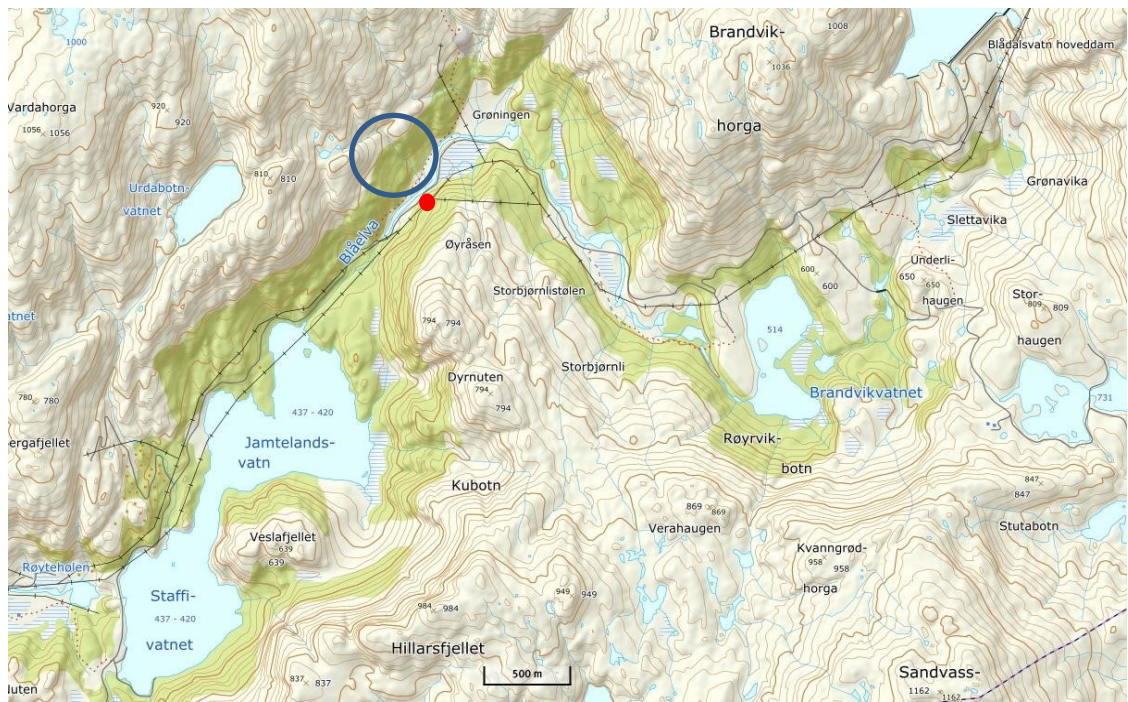 1000
Brandvik-
1008
Blådalsvatn hoveddam
1036
Vardahorga
920
920
1056
1056
Grøningen
horga
810
810
Urdabotn-
vatnet
Grønavika
Slettavika
Blåelva
Øyråsen
Underli-
600
600
650
650
haugen
Storbjørnlistølen
Stor-
809
809
haugen
514
794
794
Storbjørnli
Dyrnuten
794
794
Brandvikvatnet
731
780
780
437 - 420
ergafjellet
Jamtelands-
vatn
Røyrvik-
botn
Kubotn
847
847
869
869
Verahaugen
Stutabotn
Veslafjellet
639
639
Kvanngrød-
958
958
horga
Røytehølen
Staffi-
437 - 420
vatnet
949
949
984
984
Hillarsfjellet
500 m
Sandvass-
837
837
1162
1162